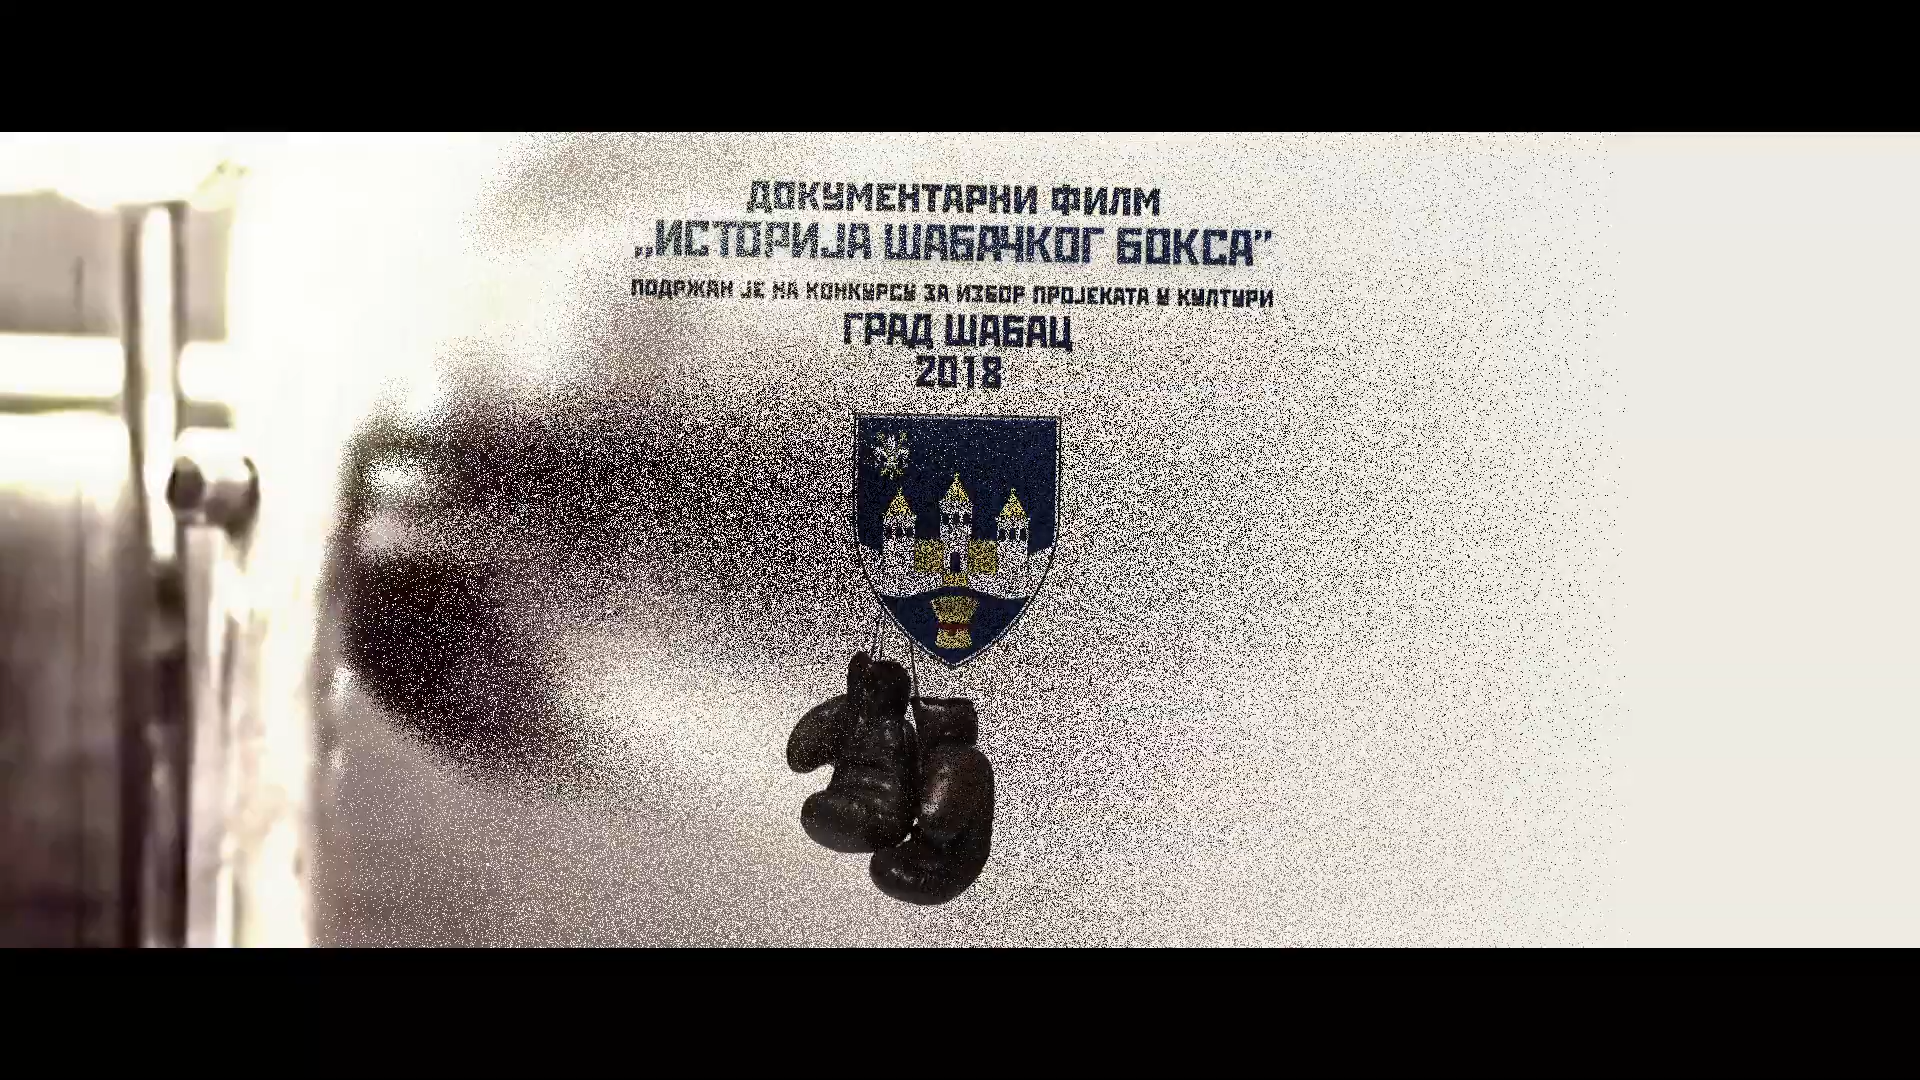 ДОКУМЕНТАРНИ ФИЛМ
„ИСТОРИЈА ШАБАЧКОГ БОКСА”
ПОДРЖАН ЈЕ НА КОНКУРСУ ЗА ИЗБОР ПРОЈЕКАТА У КУЛТУРИ
ГРАД ШАБАЦ
2018